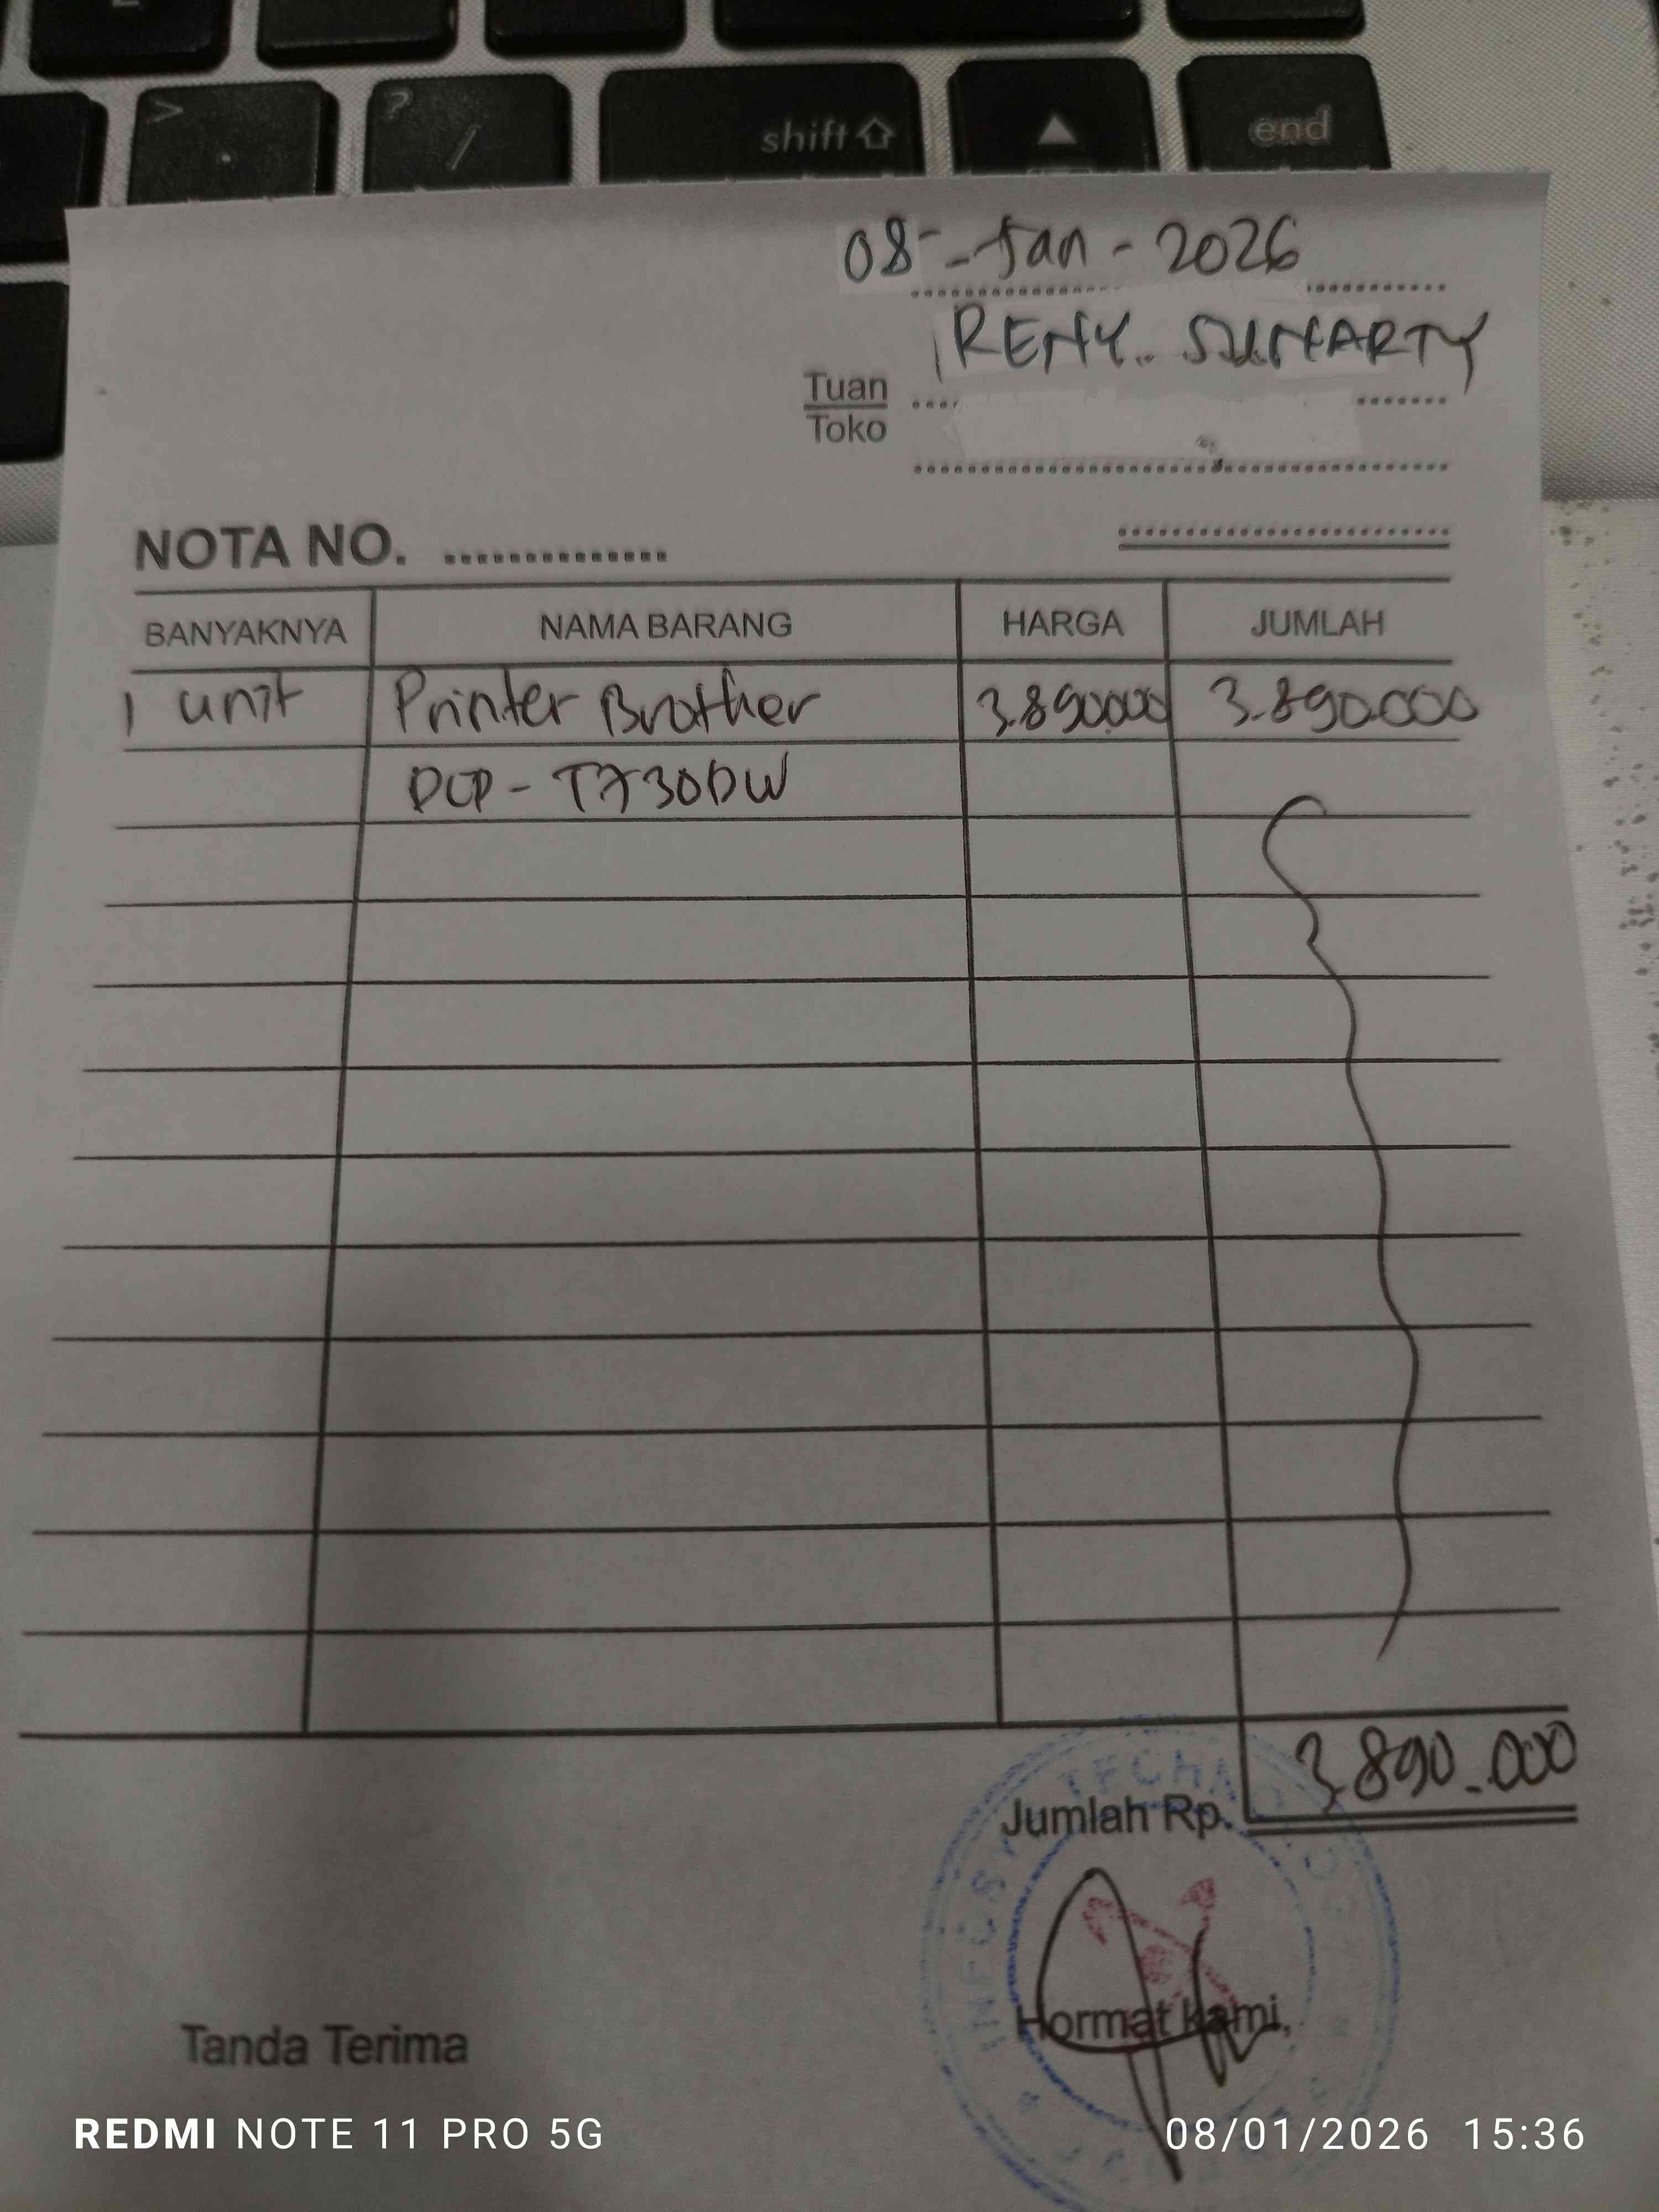 >
.
?
/
shift
end
08 - Jan - 2026
RENY SUNARTY
Tuan
Toko
NOTA NO. ..............
BANYAKNYA NAMA BARANG HARGA JUMLAH
1 unit Printer Brother 3.890.000 3.890.000
DCP - T730DW
Jumlah Rp. 3.890.000
Tanda Terima
Hormat kami,
REDMI NOTE 11 PRO 5G
08/01/2026 15:36